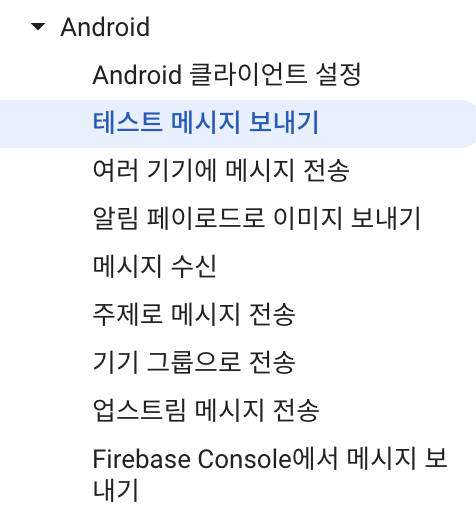 Android
Android 클라이언트 설정
테스트 메시지 보내기
여러 기기에 메시지 전송
알림 페이로드로 이미지 보내기
메시지 수신
주제로 메시지 전송
기기 그룹으로 전송
업스트림 메시지 전송
Firebase Console에서 메시지 보
내기